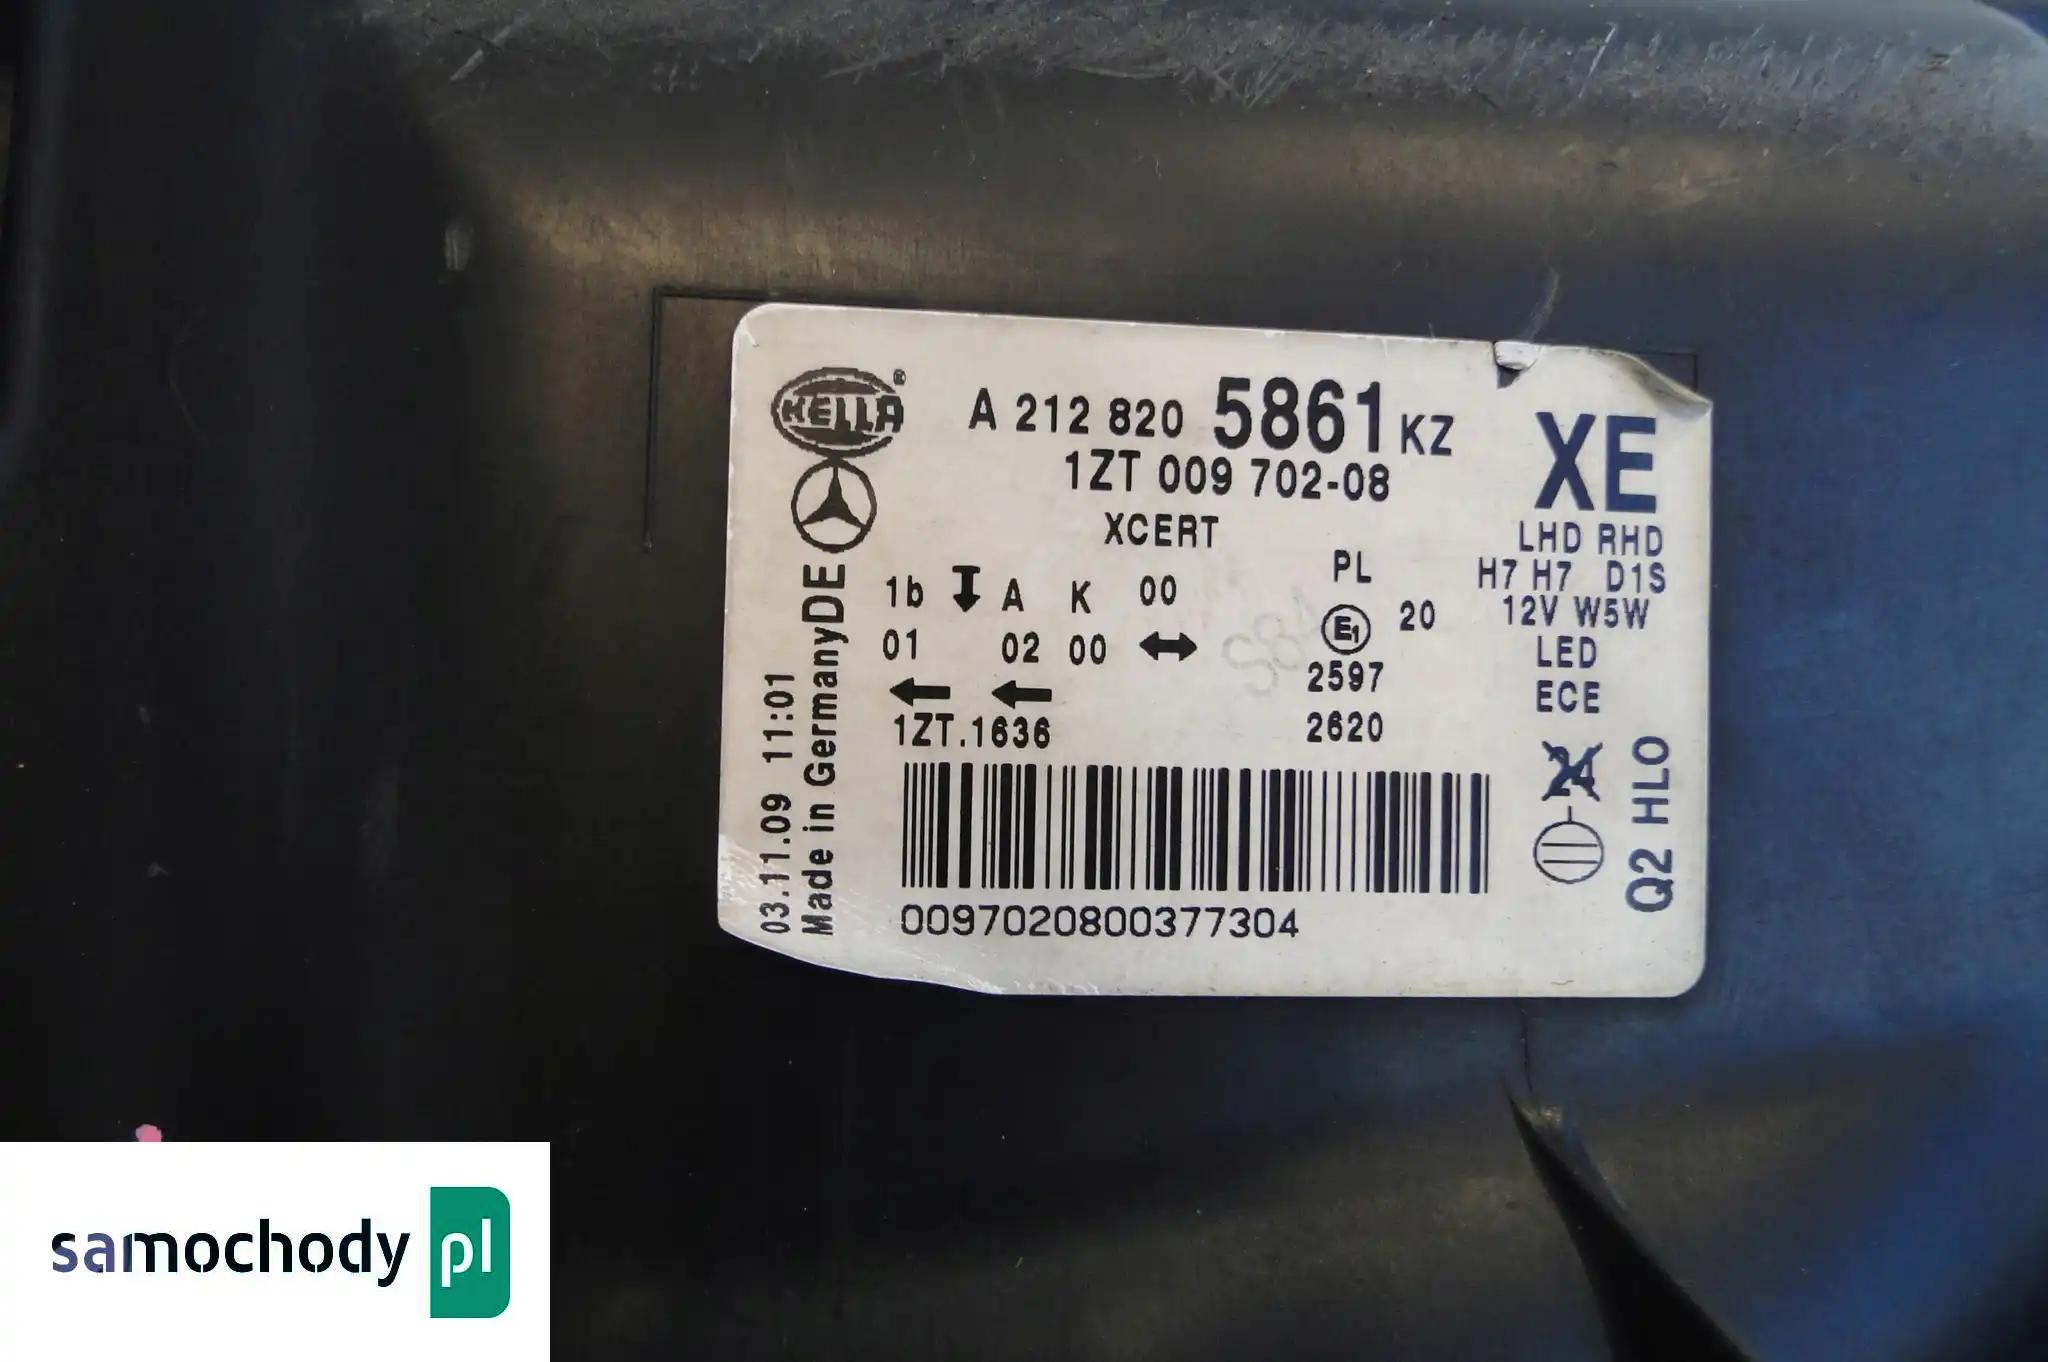 HELLA®
A 212 820 5861 KZ
1ZT 009 702-08
XCERT
XE
LHD RHD
H7 H7 D1S
12V W5W
LED
ECE
1b A K 00
01 02 00
1ZT.1636
PL
E1 20
2597
2620
24
Q2 HLO
03.11.09 11:01
Made in Germany DE
0097020800377304
samochody pl